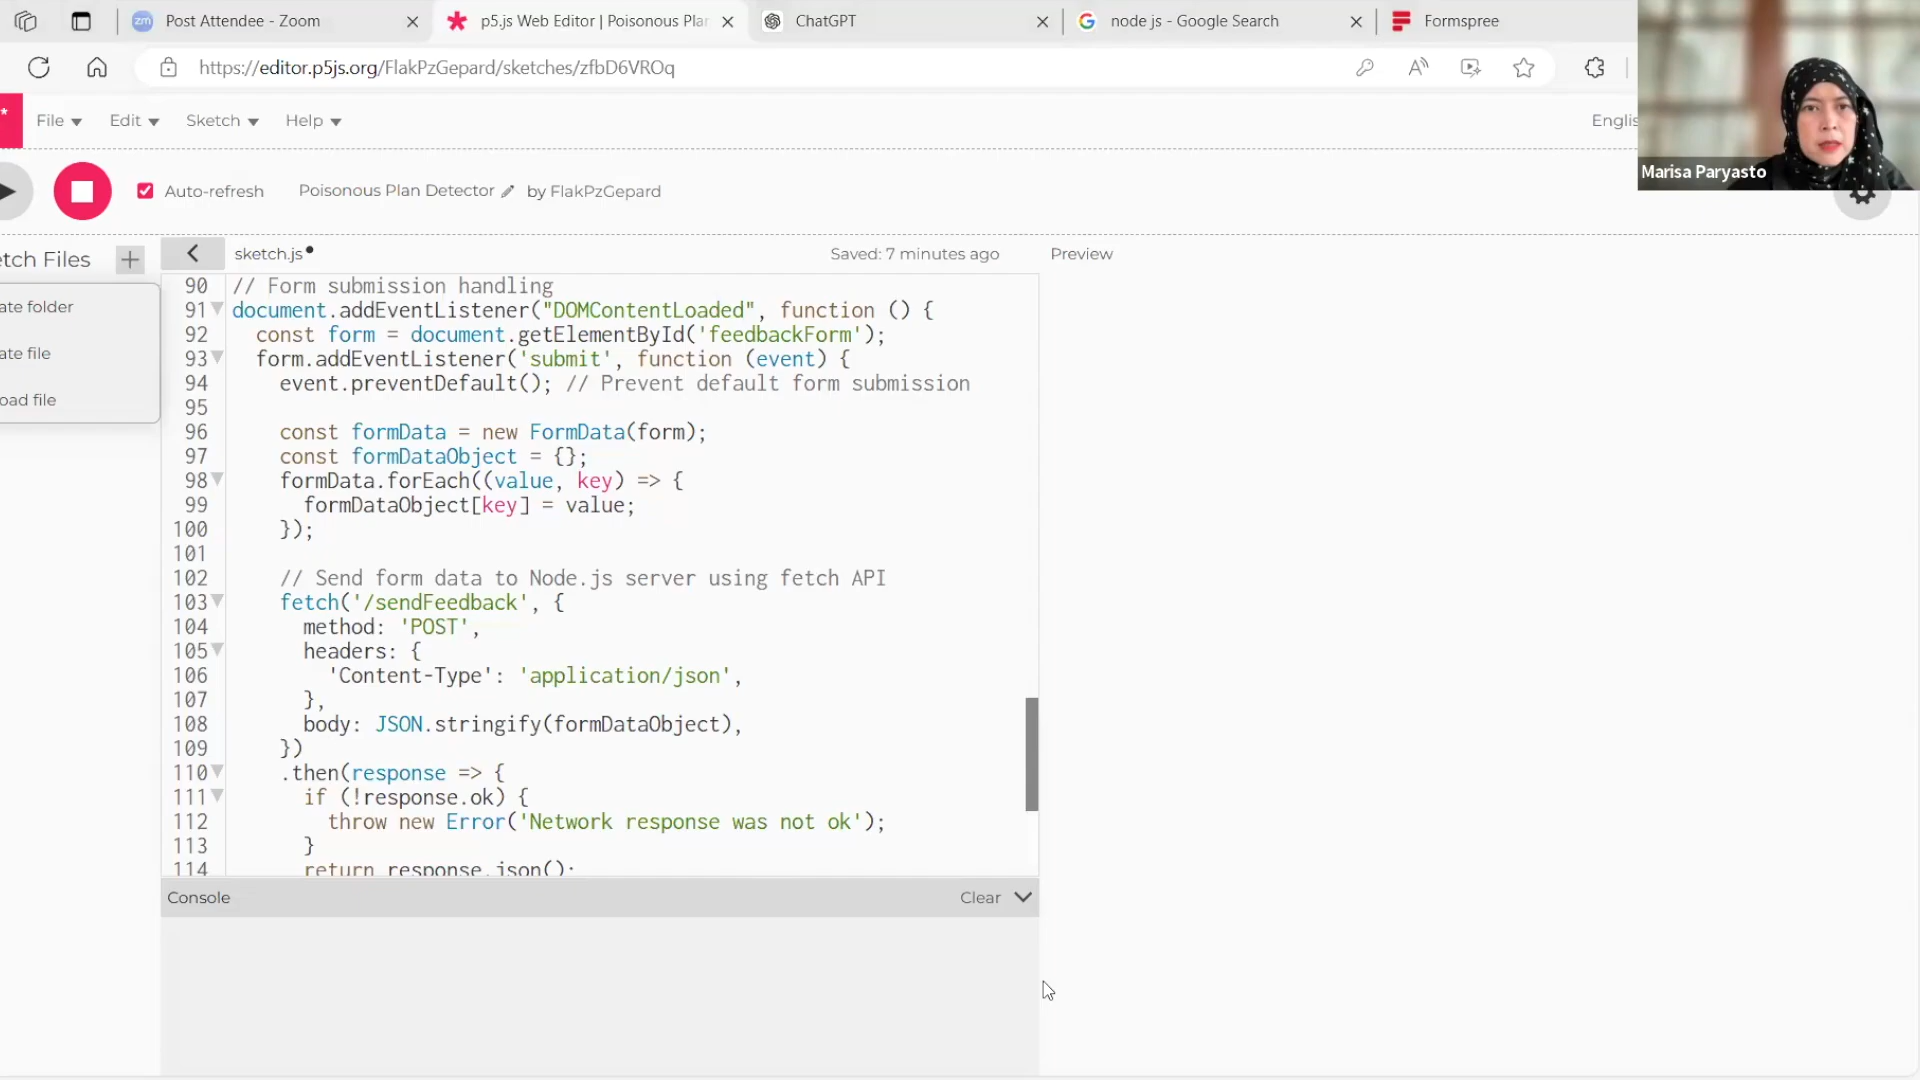 zm Post Attendee - Zoom
p5.js Web Editor | Poisonous Plan
ChatGPT
node js - Google Search
Formspree
https://editor.p5js.org/FlakPzGepard/sketches/zfbD6VROq
File
Edit
Sketch
Help
Englis
Marisa Paryasto
Auto-refresh
Poisonous Plan Detector
by FlakPzGepard
etch Files
sketch.js
Saved: 7 minutes ago
Preview
ate folder
ate file
oad file
90 // Form submission handling
91 document.addEventListener("DOMContentLoaded", function () {
92 const form = document.getElementById('feedbackForm');
93 form.addEventListener('submit', function (event) {
94 event.preventDefault(); // Prevent default form submission
95
96 const formData = new FormData(form);
97 const formDataObject = {};
98 formData.forEach((value, key) => {
99 formDataObject[key] = value;
100 });
101
102 // Send form data to Node.js server using fetch API
103 fetch('/sendFeedback', {
104 method: 'POST',
105 headers: {
106 'Content-Type': 'application/json',
107 },
108 body: JSON.stringify(formDataObject),
109 })
110 .then(response => {
111 if (!response.ok) {
112 throw new Error('Network response was not ok');
113 }
114 return response.json();
Console
Clear